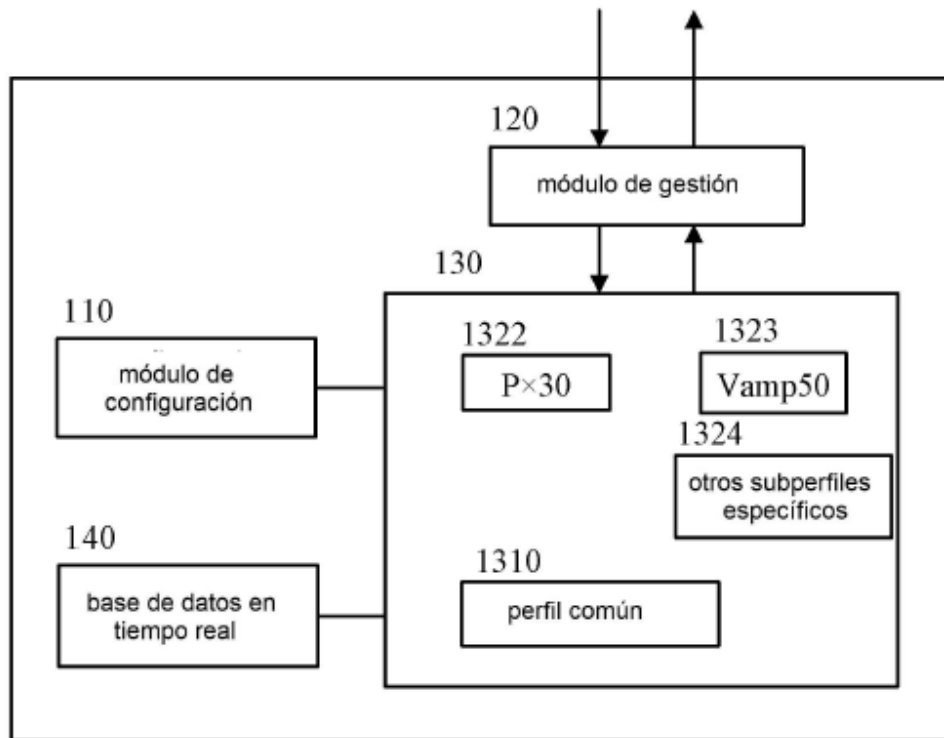 120
módulo de gestión
130
110
módulo de
configuración
1322
P×30
1323
Vamp50
1324
otros subperfiles
específicos
140
base de datos en
tiempo real
1310
perfil común